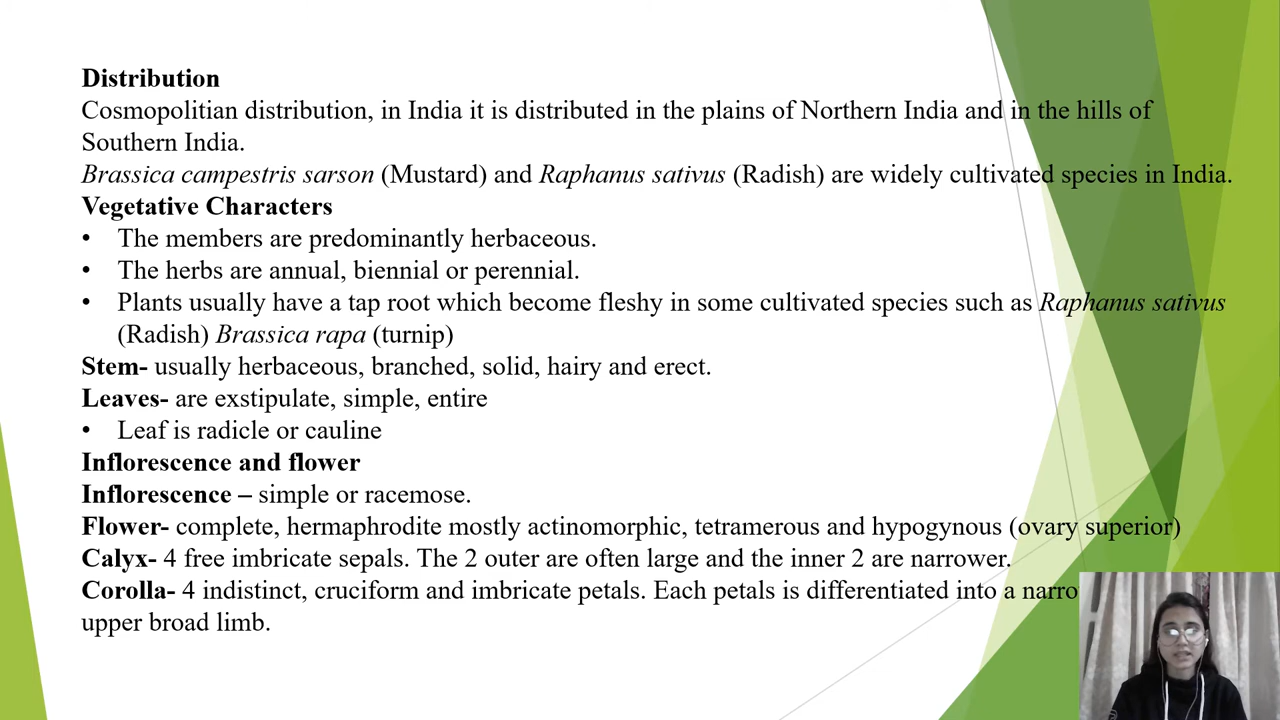 Distribution
Cosmopolitian distribution, in India it is distributed in the plains of Northern India and in the hills of
Southern India.
Brassica campestris sarson (Mustard) and Raphanus sativus (Radish) are widely cultivated species in India.
Vegetative Characters
• The members are predominantly herbaceous.
• The herbs are annual, biennial or perennial.
• Plants usually have a tap root which become fleshy in some cultivated species such as Raphanus sativus
(Radish) Brassica rapa (turnip)
Stem- usually herbaceous, branched, solid, hairy and erect.
Leaves- are exstipulate, simple, entire
• Leaf is radicle or cauline
Inflorescence and flower
Inflorescence – simple or racemose.
Flower- complete, hermaphrodite mostly actinomorphic, tetramerous and hypogynous (ovary superior)
Calyx- 4 free imbricate sepals. The 2 outer are often large and the inner 2 are narrower.
Corolla- 4 indistinct, cruciform and imbricate petals. Each petals is differentiated into a
upper broad limb.